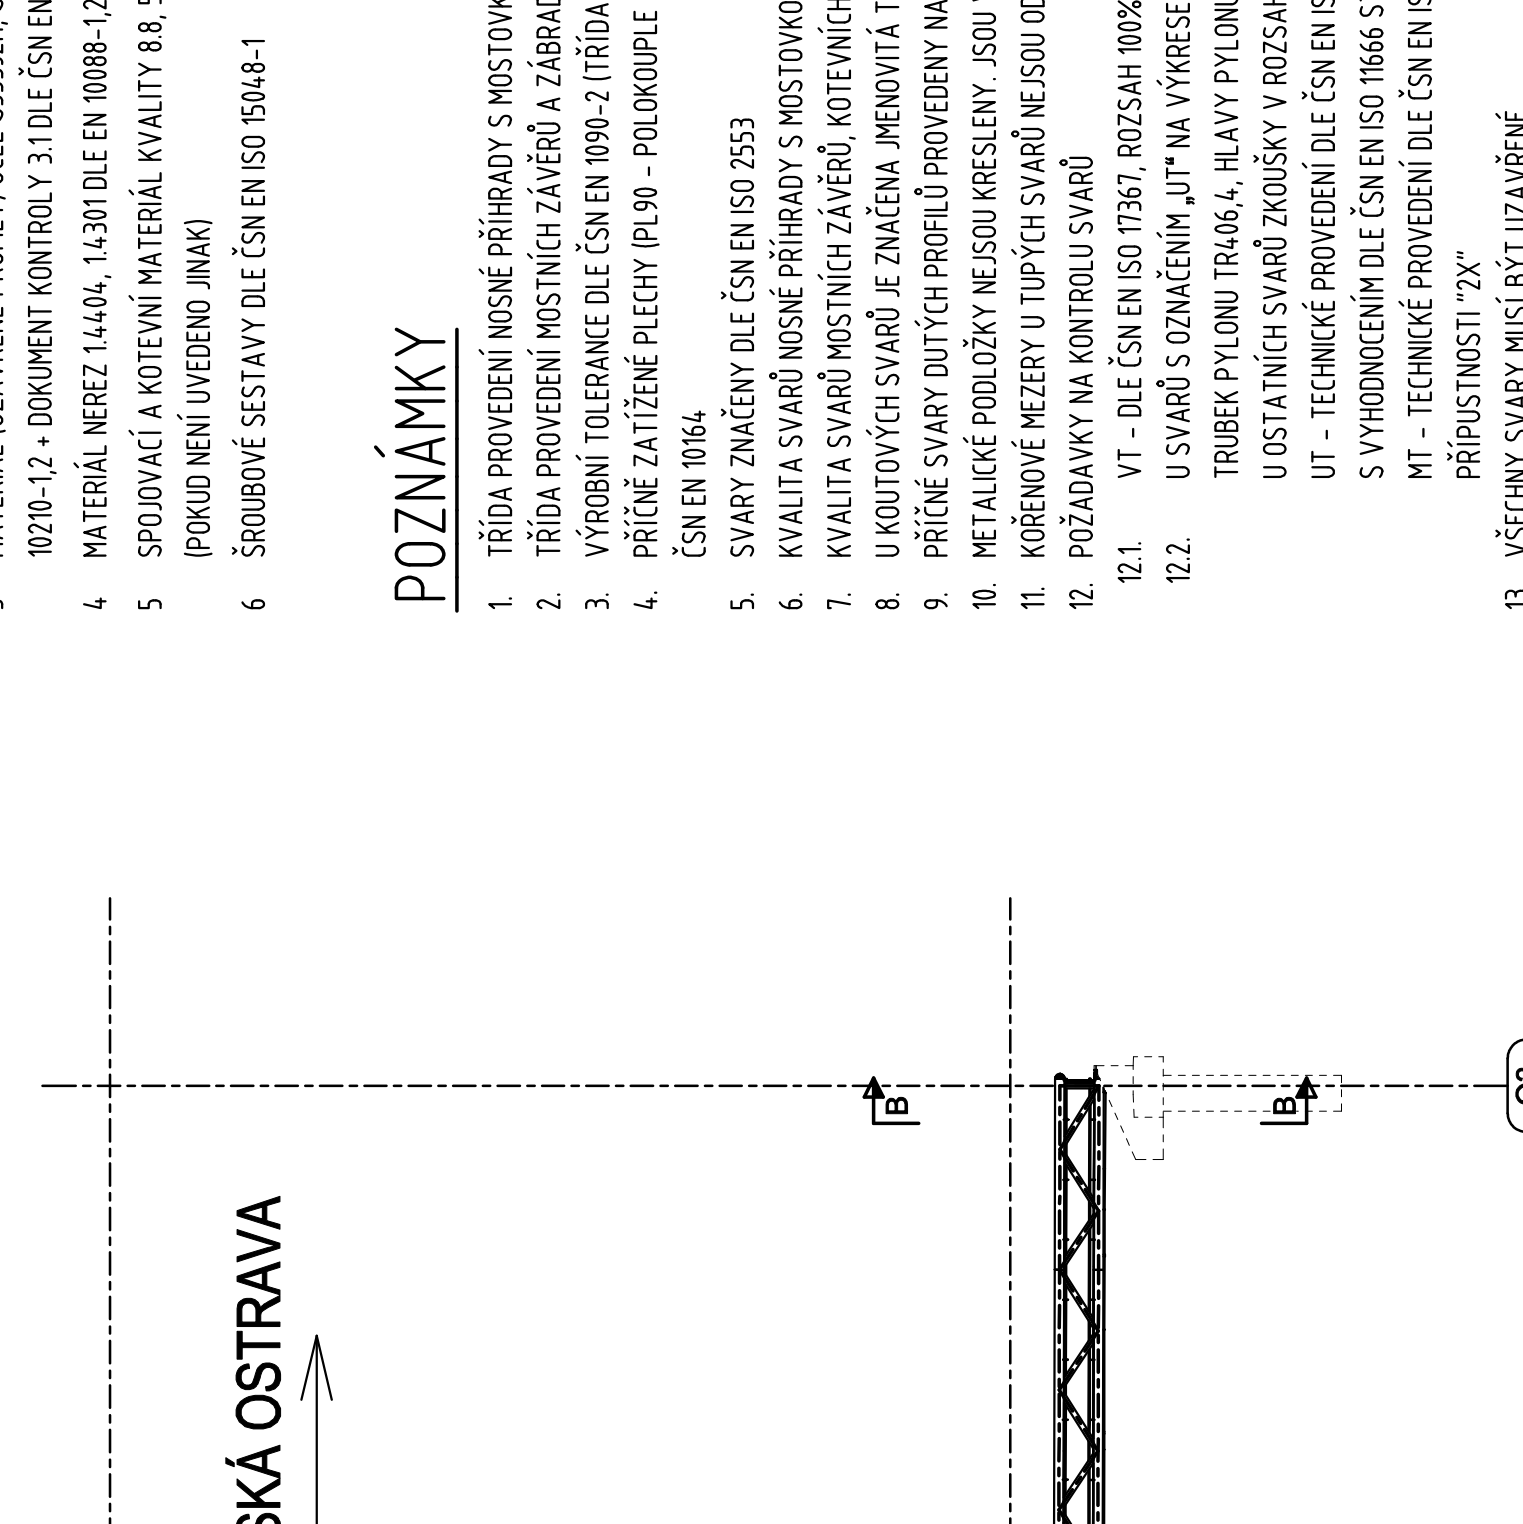 10210-1,2 + DOKUMENT KONTROLY 3.1 DLE ČSN EN
4 MATERIÁL NEREZ 1.4404, 1.4301 DLE EN 10088-1,2
5 SPOJOVACÍ A KOTEVNÍ MATERIÁL KVALITY 8.8,
(POKUD NENÍ UVEDENO JINAK)
6 ŠROUBOVÉ SESTAVY DLE ČSN EN ISO 15048-1
POZNÁMKY
1. TŘÍDA PROVEDENÍ NOSNÉ PŘÍHRADY S MOSTOVK
2. TŘÍDA PROVEDENÍ MOSTNÍCH ZÁVĚRŮ A ZÁBRAD
3. VÝROBNÍ TOLERANCE DLE ČSN EN 1090-2 (TŘÍDA
4. PŘÍČNĚ ZATÍŽENÉ PLECHY (PL90 - POLOKOUPLE
ČSN EN 10164
5. SVARY ZNAČENY DLE ČSN EN ISO 2553
6. KVALITA SVARŮ NOSNÉ PŘÍHRADY S MOSTOVKO
7. KVALITA SVARŮ MOSTNÍCH ZÁVĚRŮ, KOTEVNÍCH
8. U KOUTOVÝCH SVARŮ JE ZNAČENA JMENOVITÁ T
9. PŘÍČNÉ SVARY DUTÝCH PROFILŮ PROVEDENY NA
10. METALICKÉ PODLOŽKY NEJSOU KRESLENY. JSOU
11. KOŘENOVÉ MEZERY U TUPÝCH SVARŮ NEJSOU OD
12. POŽADAVKY NA KONTROLU SVARŮ
12.1. VT - DLE ČSN EN ISO 17367, ROZSAH 100%
12.2. U SVARŮ S OZNAČENÍM „UT“ NA VÝKRESE
TRUBEK PYLONU TR406,4, HLAVY PYLONU
U OSTATNÍCH SVARŮ ZKOUŠKY V ROZSAH
UT - TECHNICKÉ PROVEDENÍ DLE ČSN EN IS
S VYHODNOCENÍM DLE ČSN EN ISO 11666 S
MT - TECHNICKÉ PROVEDENÍ DLE ČSN EN IS
PŘÍPUSTNOSTI "2X"
13 VŠECHNY SVARY MUSÍ BÝT UZAVŘENÉ
SKÁ OSTRAVA
B
B